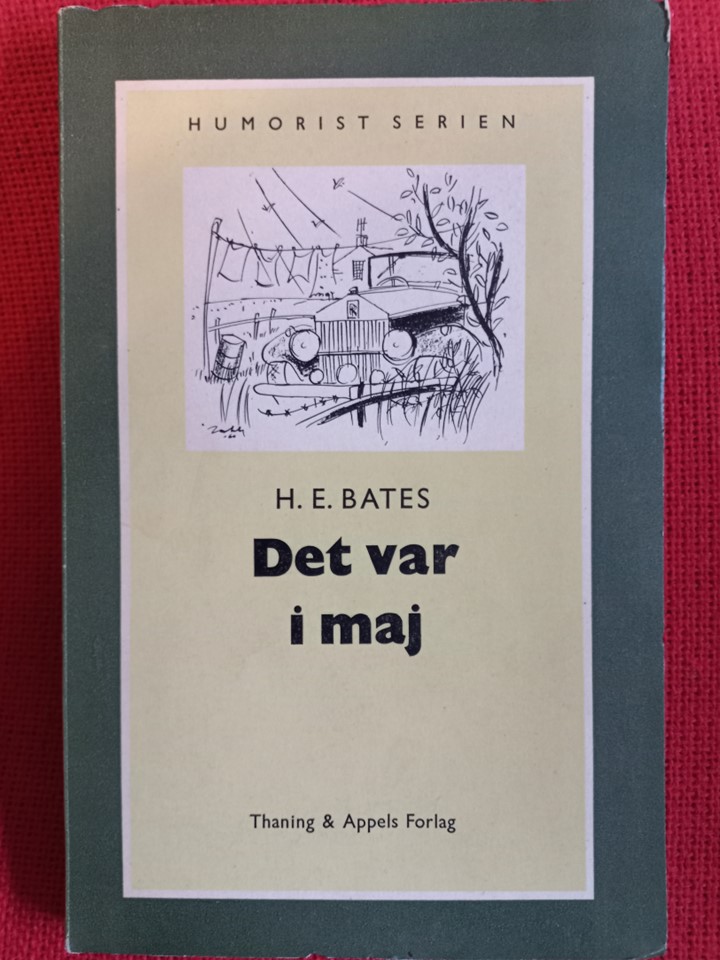 HUMORIST SERIEN
H. E. BATES
Det var
i maj
Thaning & Appels Forlag